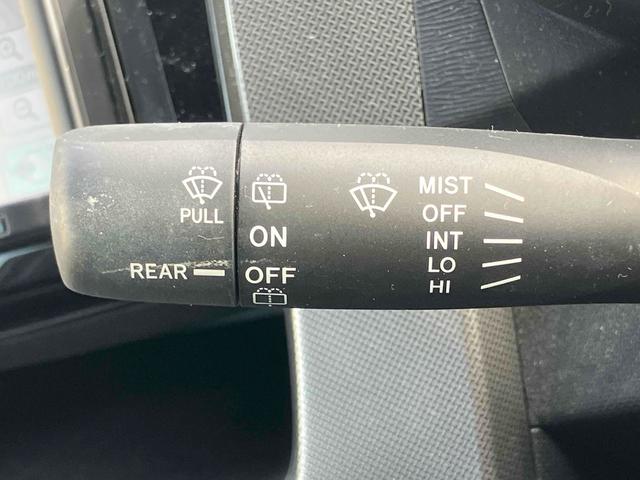 PULL
REAR
ON
OFF
MIST
OFF
INT
LO
HI